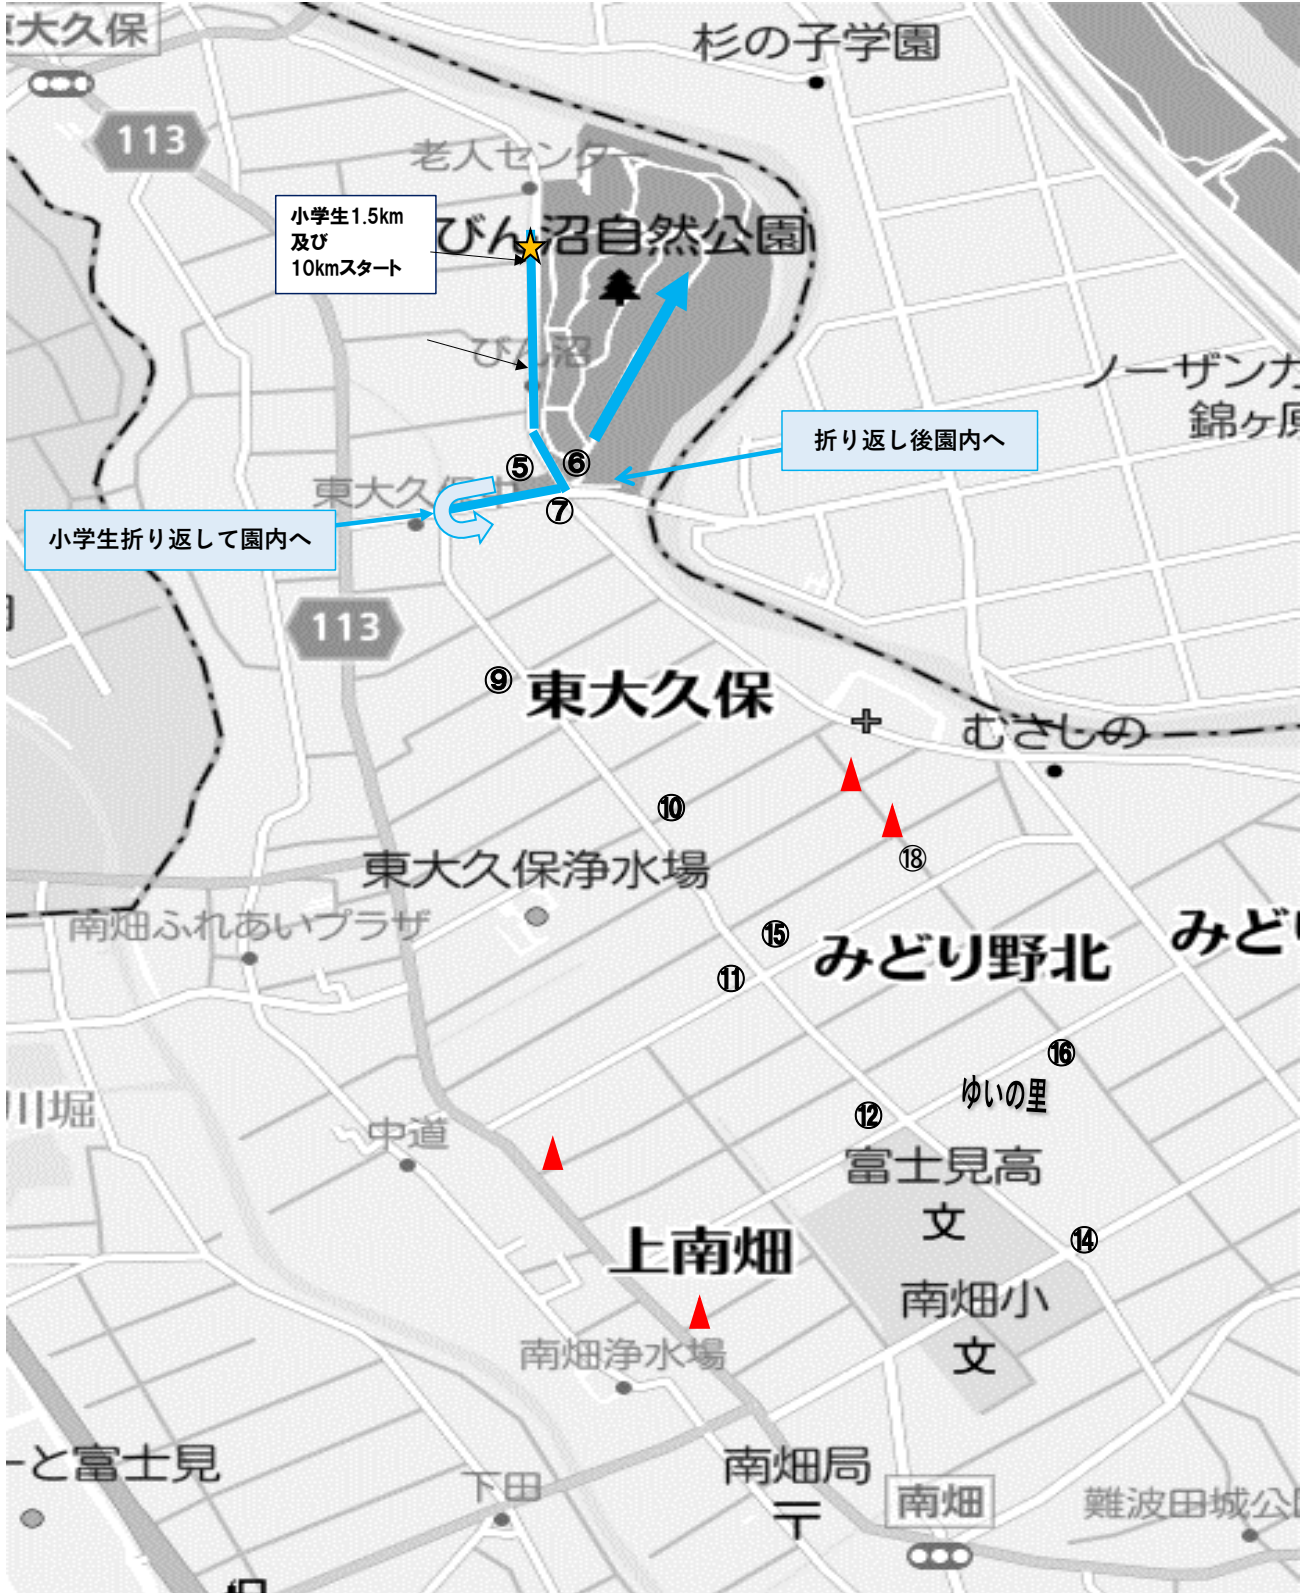 東大久保
杉の子学園
113
老人センター
小学生1.5km
及び
10kmスタート
びん沼自然公園
びん沼
ノーザンカ
錦ヶ原
折り返し後園内へ
⑤
⑥
東大久保
⑦
小学生折り返して園内へ
113
⑨
東大久保
むさしの
⑩
⑱
東大久保浄水場
南畑ふれあいプラザ
⑮
みどり野北
みどり
⑪
⑯
ゆいの里
川堀
中道
⑫
富士見高
文
上南畑
⑭
南畑小
文
南畑浄水場
ーと富士見
南畑局
下田
南畑
難波田城公園